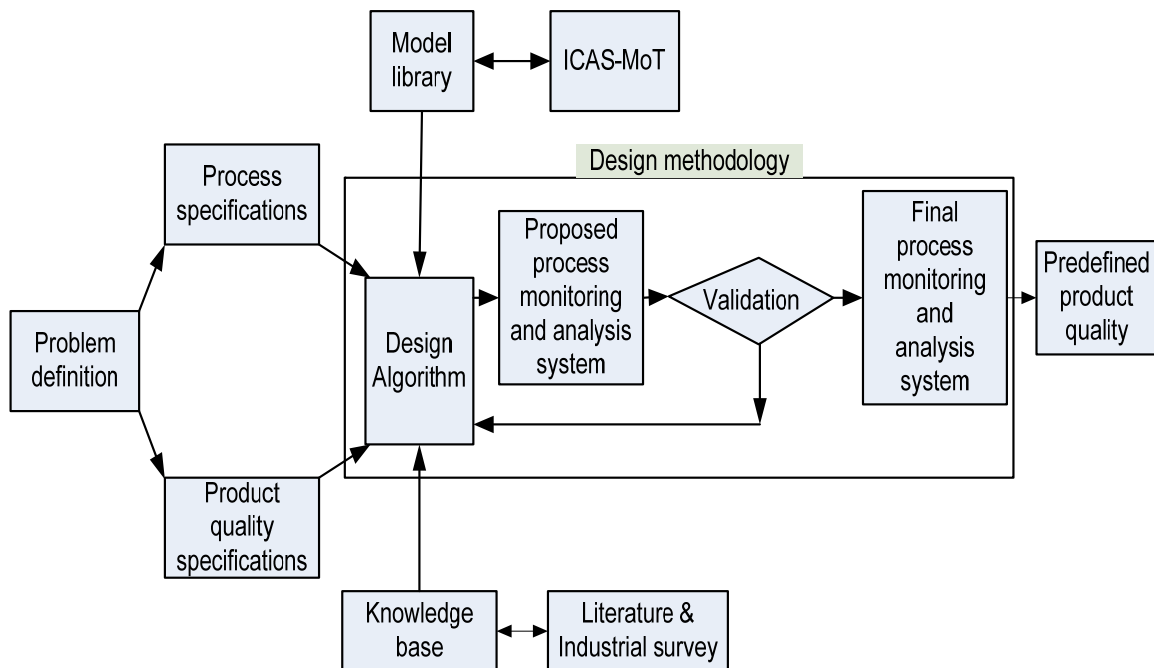 Model
library
ICAS-MoT
Design methodology
Process
specifications
Proposed
process
monitoring
and analysis
system
Final
process
monitoring
and
analysis
system
Predefined
product
quality
Validation
Problem
definition
Design
Algorithm
Product
quality
specifications
Knowledge
base
Literature &
Industrial survey